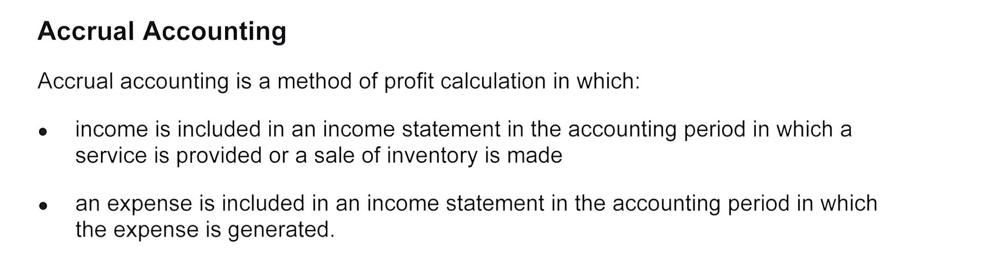 Accrual Accounting
Accrual accounting is a method of profit calculation in which:
• income is included in an income statement in the accounting period in which a
service is provided or a sale of inventory is made
• an expense is included in an income statement in the accounting period in which
the expense is generated.